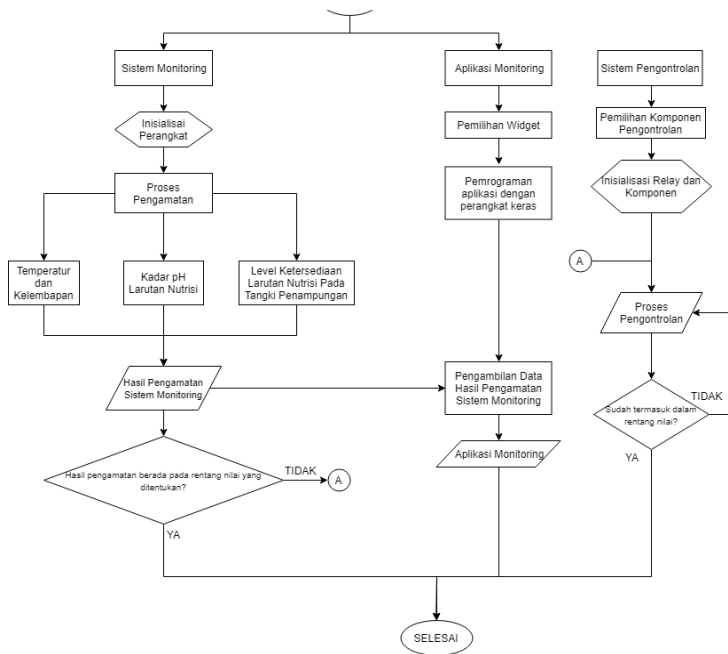 Sistem Monitoring
Aplikasi Monitoring
Sistem Pengontrolan
Inisialisai
Perangkat
Pemilihan Widget
Pemilihan Komponen
Pengontrolan
Proses
Pengamatan
Pemrograman
aplikasi dengan
perangkat keras
Inisialisasi Relay dan
Komponen
Temperatur
dan
Kelembapan
Kadar pH
Larutan Nutrisi
Level Ketersediaan
Larutan Nutrisi Pada
Tangki Penampungan
A
Proses
Pengontrolan
Hasil Pengamatan
Sistem Monitoring
Pengambilan Data
Hasil Pengamatan
Sistem Monitoring
Sudah termasuk dalam
rentang nilai?
TIDAK
YA
Aplikasi Monitoring
Hasil pengamatan berada pada rentang nilai yang
ditentukan?
TIDAK
A
YA
SELESAI